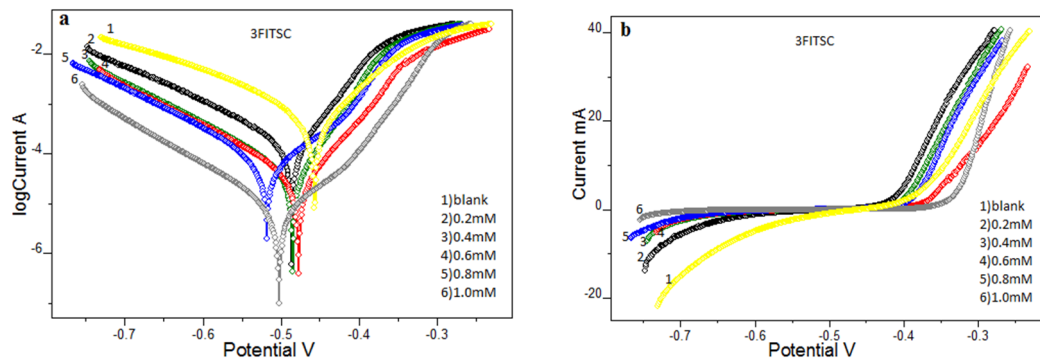 a
3FITSC
logCurrent A
-2
-4
-6
1
2
3
4
5
6
1)blank
2)0.2mM
3)0.4mM
4)0.6mM
5)0.8mM
6)1.0mM
-0.7
-0.6
-0.5
-0.4
-0.3
Potential V
b
3FITSC
Current mA
40
20
0
-20
6
5
4
3
2
1
1)blank
2)0.2mM
3)0.4mM
4)0.6mM
5)0.8mM
6)1.0mM
-0.7
-0.6
-0.5
-0.4
-0.3
Potential V